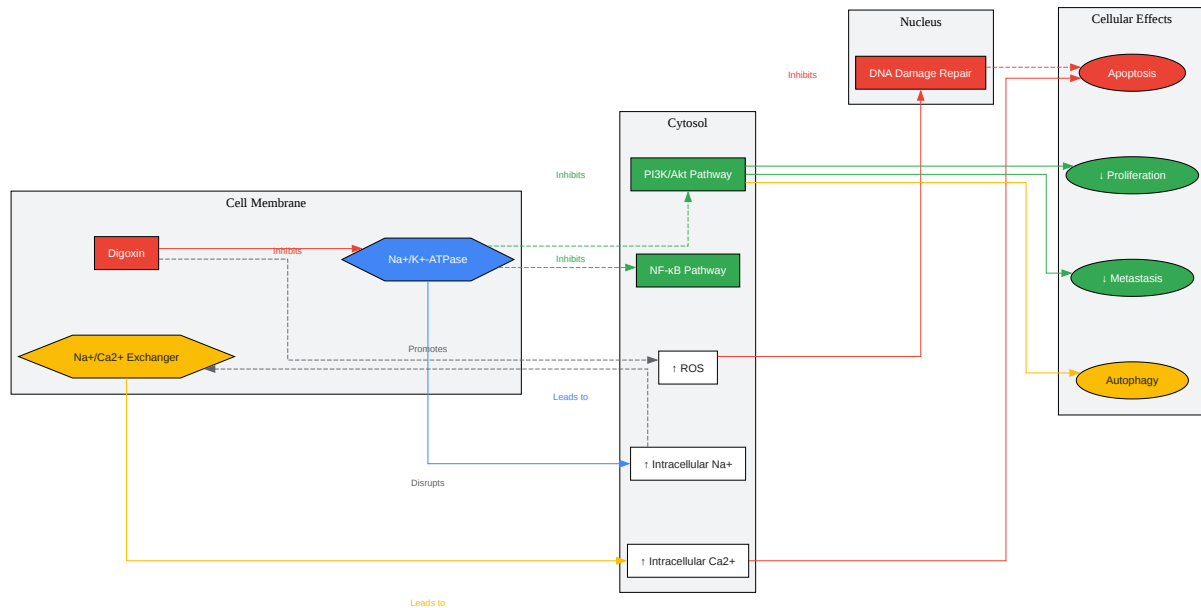 Nucleus
Cellular Effects
DNA Damage Repair
Inhibits
Apoptosis
Cytosol
PI3K/Akt Pathway
Inhibits
↓ Proliferation
Cell Membrane
Digoxin
Inhibits
Na+/K+-ATPase
Inhibits
NF-κB Pathway
↓ Metastasis
Na+/Ca2+ Exchanger
Promotes
↑ ROS
Autophagy
Leads to
↑ Intracellular Na+
Disrupts
↑ Intracellular Ca2+
Leads to